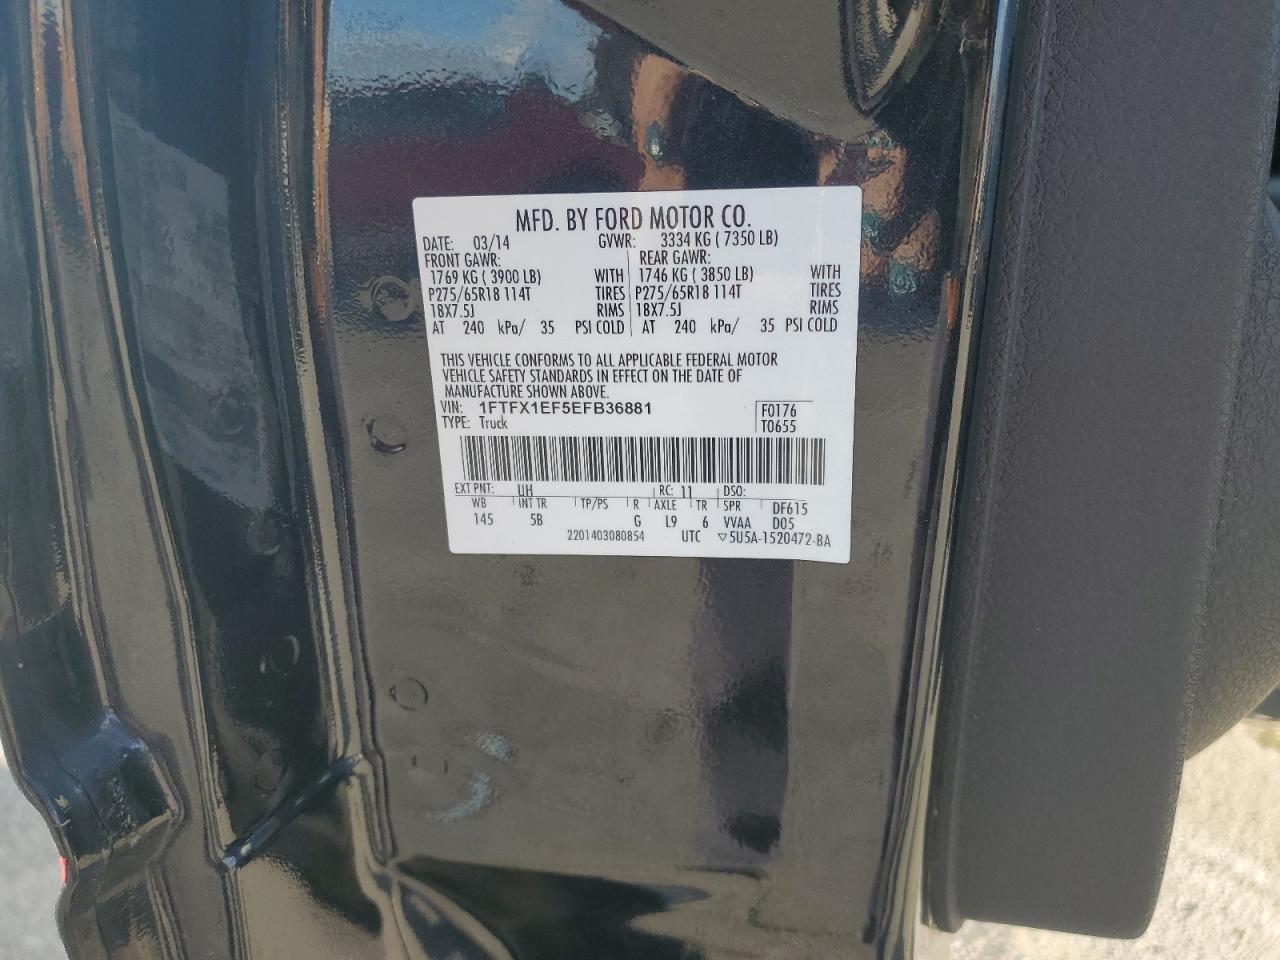 MFD. BY FORD MOTOR CO.
DATE: 03/14 GVWR: 3334 KG ( 7350 LB)
FRONT GAWR: REAR GAWR:
1769 KG ( 3900 LB) WITH 1746 KG ( 3850 LB) WITH
P275/65R18 114T TIRES P275/65R18 114T TIRES
18X7.5J RIMS 18X7.5J RIMS
AT 240 kPa/ 35 PSI COLD AT 240 kPa/ 35 PSI COLD
THIS VEHICLE CONFORMS TO ALL APPLICABLE FEDERAL MOTOR
VEHICLE SAFETY STANDARDS IN EFFECT ON THE DATE OF
MANUFACTURE SHOWN ABOVE.
VIN: 1FTFX1EF5EFB36881 F0176
TYPE: Truck T0655
EXT PNT: UH RC: 11 DSO:
WB INT TR TP/PS R AXLE TR SPR DF615
145 5B G L9 6 VVAA D05
2201403080854 UTC ▽5U5A-1520472-BA